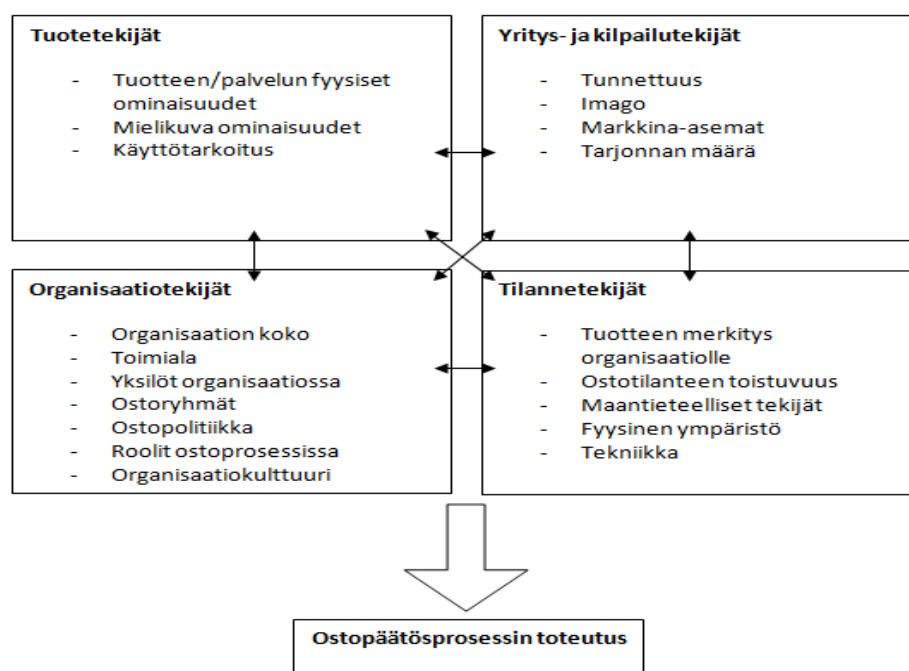 Tuotetekijät
- Tuotteen/palvelun fyysiset
ominaisuudet
- Mielikuva ominaisuudet
- Käyttötarkoitus
Yritys- ja kilpailutekijät
- Tunnettuus
- Imago
- Markkina-asemat
- Tarjonnan määrä
Organisaatiotekijät
- Organisaation koko
- Toimiala
- Yksilöt organisaatiossa
- Ostoryhmät
- Ostopolitiikka
- Roolit ostoprosessissa
- Organisaatiokulttuuri
Tilannetekijät
- Tuotteen merkitys
organisaatiolle
- Ostotilanteen toistuvuus
- Maantieteelliset tekijät
- Fyysinen ympäristö
- Tekniikka
Ostopäätösprosessin toteutus